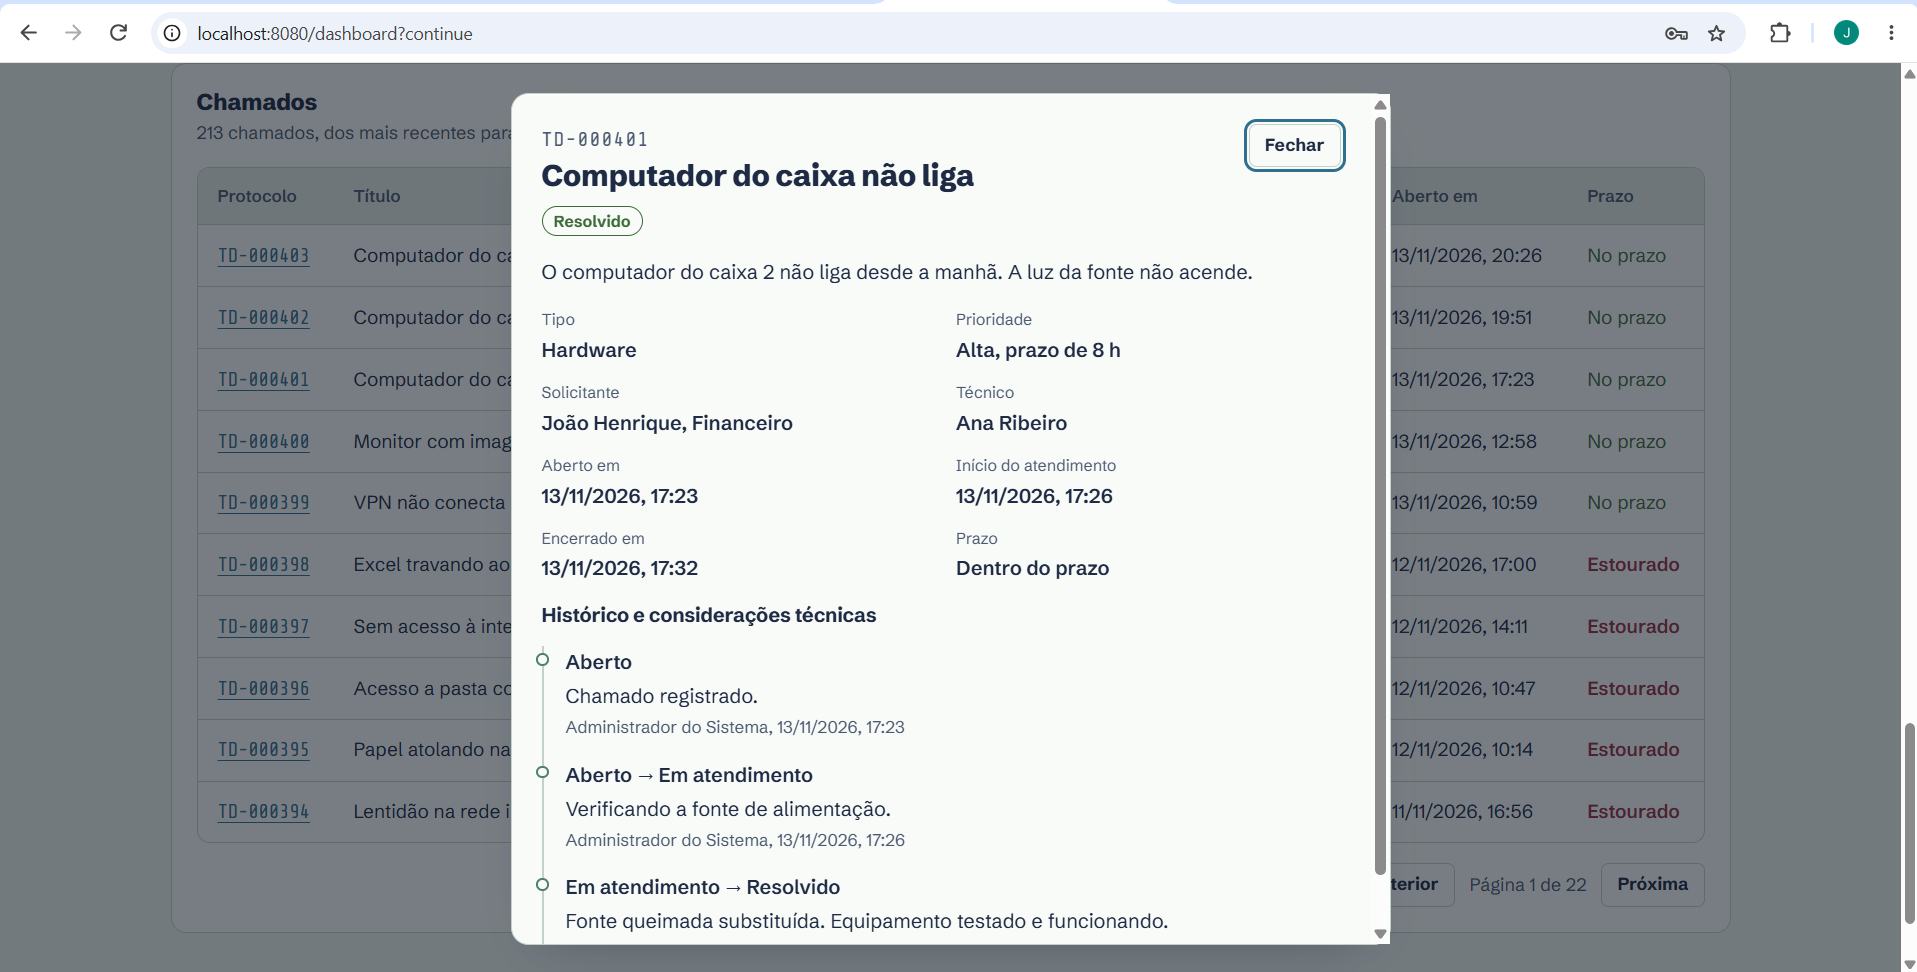 localhost:8080/dashboard?continue
J
Chamados
213 chamados, dos mais recentes para
Protocolo Título Aberto em Prazo
TD-000403 Computador do ca 13/11/2026, 20:26 No prazo
TD-000402 Computador do ca 13/11/2026, 19:51 No prazo
TD-000401 Computador do ca 13/11/2026, 17:23 No prazo
TD-000400 Monitor com imag 13/11/2026, 12:58 No prazo
TD-000399 VPN não conecta 13/11/2026, 10:59 No prazo
TD-000398 Excel travando ao 12/11/2026, 17:00 Estourado
TD-000397 Sem acesso à inte 12/11/2026, 14:11 Estourado
TD-000396 Acesso a pasta co 12/11/2026, 10:47 Estourado
TD-000395 Papel atolando na 12/11/2026, 10:14 Estourado
TD-000394 Lentidão na rede i 11/11/2026, 16:56 Estourado
terior Página 1 de 22 Próxima
TD-000401
Fechar
Computador do caixa não liga
Resolvido
O computador do caixa 2 não liga desde a manhã. A luz da fonte não acende.
Tipo Prioridade
Hardware Alta, prazo de 8 h
Solicitante Técnico
João Henrique, Financeiro Ana Ribeiro
Aberto em Início do atendimento
13/11/2026, 17:23 13/11/2026, 17:26
Encerrado em Prazo
13/11/2026, 17:32 Dentro do prazo
Histórico e considerações técnicas
Aberto
Chamado registrado.
Administrador do Sistema, 13/11/2026, 17:23
Aberto → Em atendimento
Verificando a fonte de alimentação.
Administrador do Sistema, 13/11/2026, 17:26
Em atendimento → Resolvido
Fonte queimada substituída. Equipamento testado e funcionando.